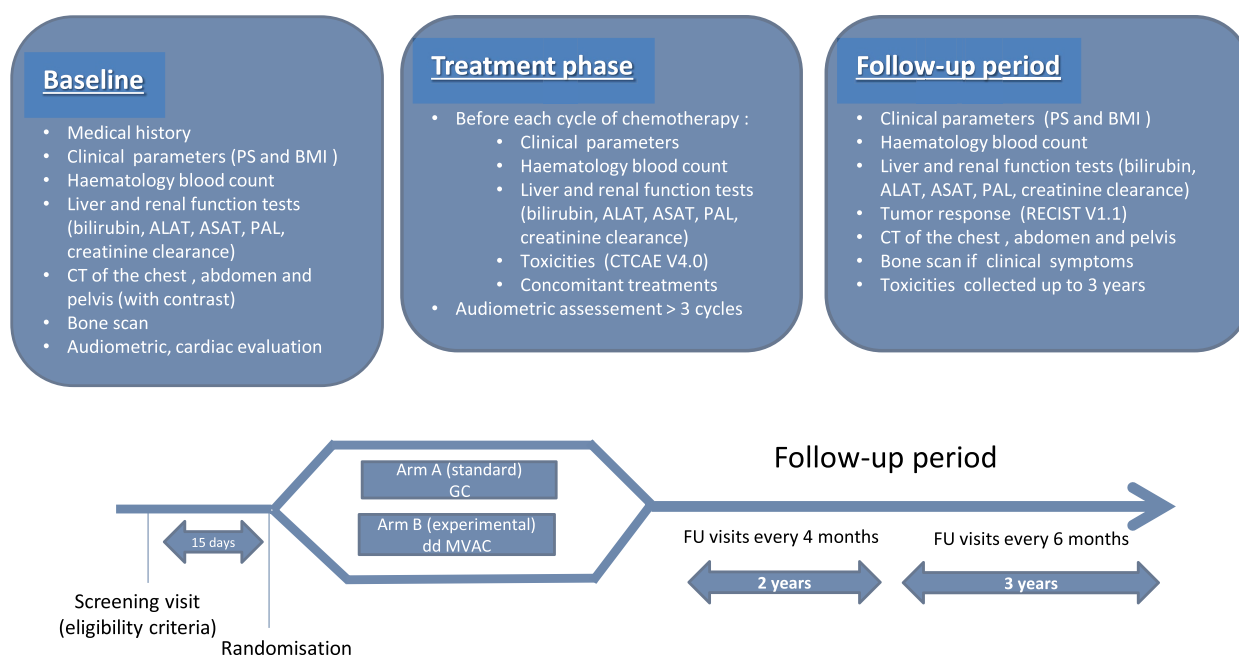 Baseline
• Medical history
• Clinical parameters (PS and BMI )
• Haematology blood count
• Liver and renal function tests
(bilirubin, ALAT, ASAT, PAL,
creatinine clearance)
• CT of the chest , abdomen and
pelvis (with contrast)
• Bone scan
• Audiometric, cardiac evaluation
Treatment phase
• Before each cycle of chemotherapy :
• Clinical parameters
• Haematology blood count
• Liver and renal function tests
(bilirubin, ALAT, ASAT, PAL,
creatinine clearance)
• Toxicities (CTCAE V4.0)
• Concomitant treatments
• Audiometric assessement > 3 cycles
Follow-up period
• Clinical parameters (PS and BMI )
• Haematology blood count
• Liver and renal function tests (bilirubin,
ALAT, ASAT, PAL, creatinine clearance)
• Tumor response (RECIST V1.1)
• CT of the chest , abdomen and pelvis
• Bone scan if clinical symptoms
• Toxicities collected up to 3 years
Arm A (standard)
GC
Arm B (experimental)
dd MVAC
15 days
Screening visit
(eligibility criteria)
Randomisation
Follow-up period
FU visits every 4 months
2 years
FU visits every 6 months
3 years